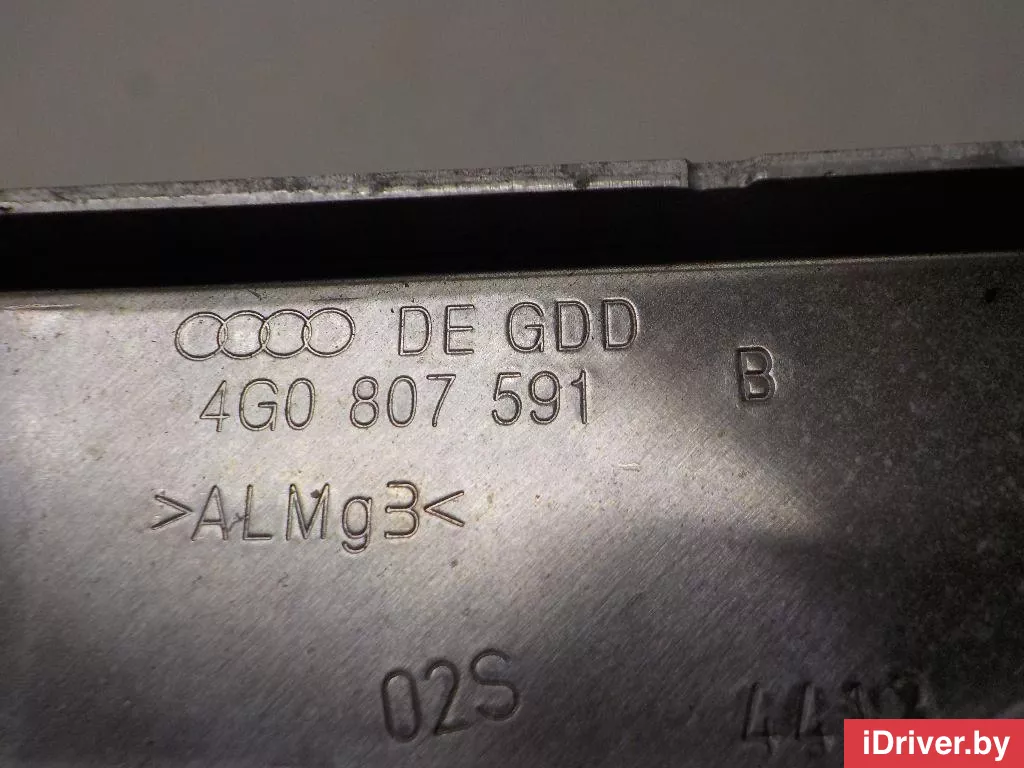 DE GDD
4G0 807 591 B
>ALMg3<
02S
iDriver.by